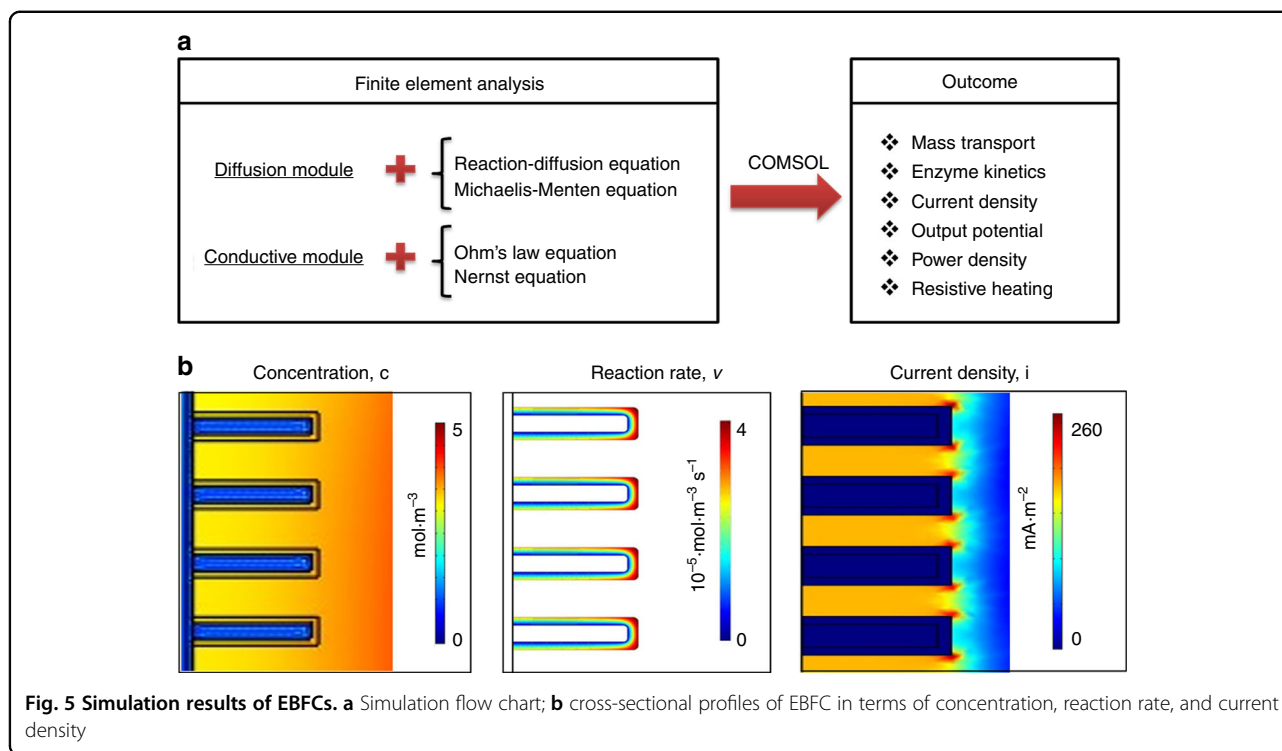 a
Finite element analysis
Diffusion module
Reaction-diffusion equation
Michaelis-Menten equation
Conductive module
Ohm's law equation
Nernst equation
COMSOL
Outcome
❖ Mass transport
❖ Enzyme kinetics
❖ Current density
❖ Output potential
❖ Power density
❖ Resistive heating
b
Concentration, c
5
mol·m⁻³
0
Reaction rate, v
4
10⁻⁵·mol·m⁻³ s⁻¹
0
Current density, i
260
mA·m⁻²
0
Fig. 5 Simulation results of EBFCs. a Simulation flow chart; b cross-sectional profiles of EBFC in terms of concentration, reaction rate, and current
density